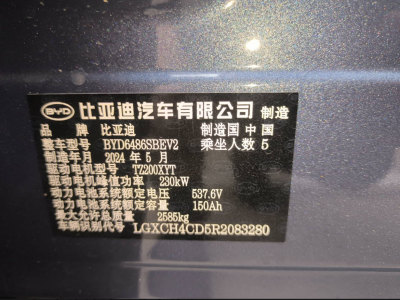 BYD 比亚迪汽车有限公司 制造
品 牌 比亚迪 制造国 中国
整车型号 BYD6486SBEV2 乘坐人数 5
制造年月 2024 年 5 月
驱动电机型号 TZ200XYT
驱动电机峰值功率 230kW
动力电池系统额定电压 537.6V
动力电池系统额定容量 150Ah
最大允许总质量 2585kg
车辆识别代号 LGXCH4CD5R2083280